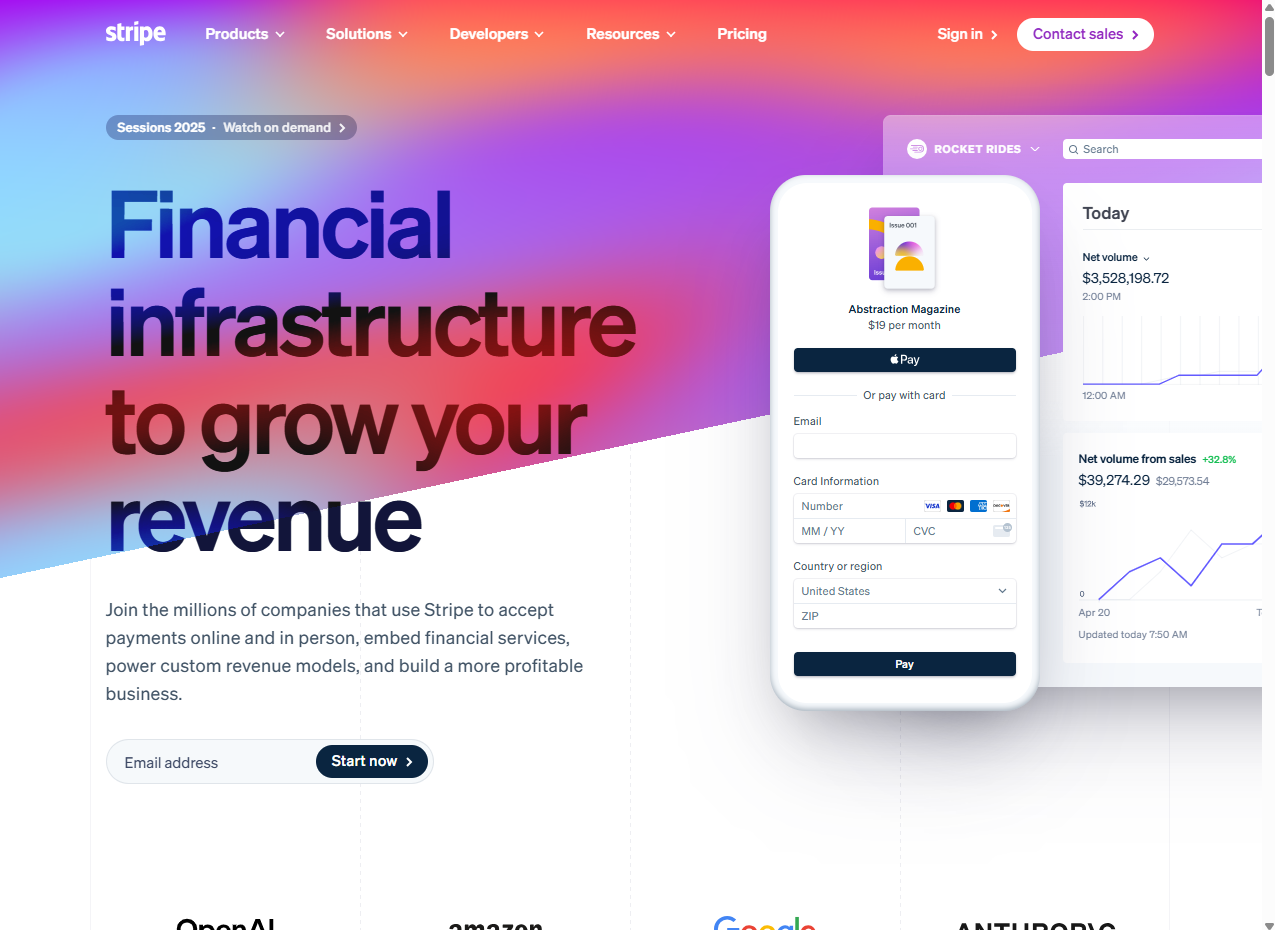 stripe Products Solutions Developers Resources Pricing Sign in Contact sales
Sessions 2025 · Watch on demand
Financial
infrastructure
to grow your
revenue
Join the millions of companies that use Stripe to accept
payments online and in person, embed financial services,
power custom revenue models, and build a more profitable
business.
Email address Start now
Issue 001
Abstraction Magazine
$19 per month
Pay
Or pay with card
Email
Card Information
Number VISA
MM / YY CVC
Country or region
United States
ZIP
Pay
ROCKET RIDES Search
Today
Net volume
$3,528,198.72
2:00 PM
12:00 AM
Net volume from sales +32.8%
$39,274.29 $29,573.54
$12k
0
Apr 20
Updated today 7:50 AM
OpenAI amazon Google ANTHROP\C